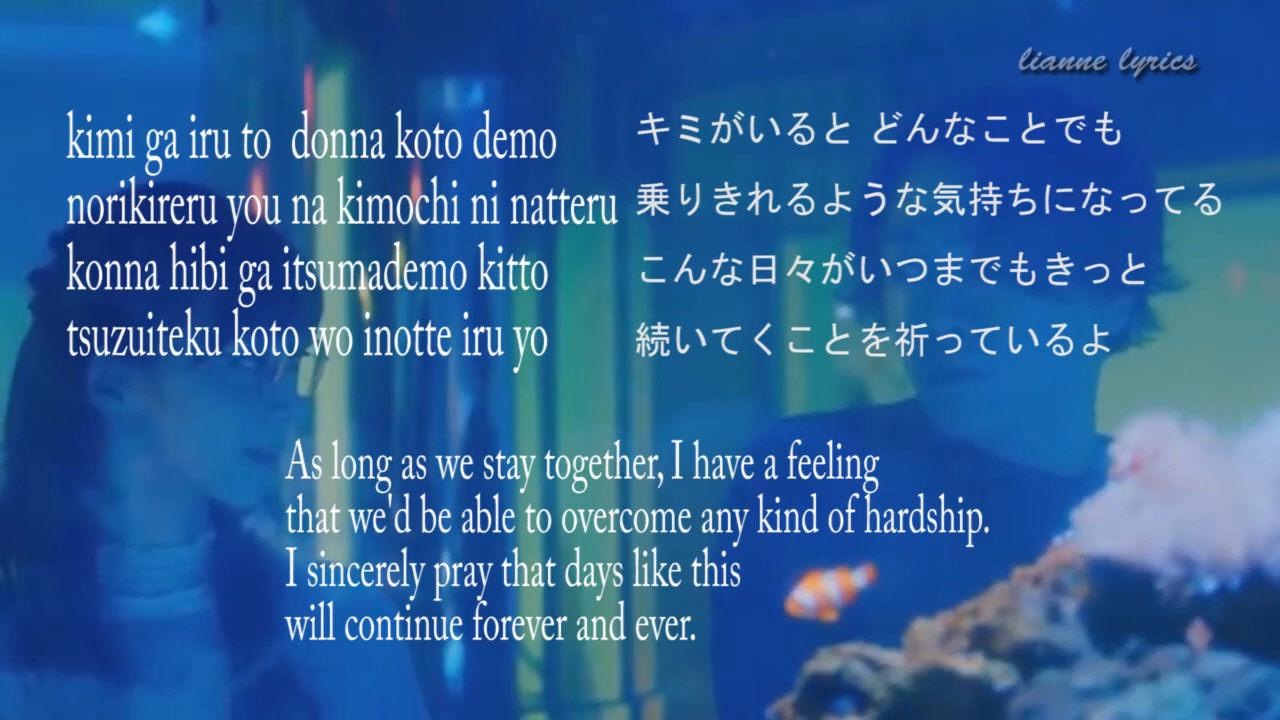 lianne lyrics
kimi ga iru to donna koto demo
norikireru you na kimochi ni natteru
konna hibi ga itsumademo kitto
tsuzuiteku koto wo inotte iru yo
キミがいると どんなことでも
乗りきれるような気持ちになってる
こんな日々がいつまでもきっと
続いてくことを祈っているよ
As long as we stay together, I have a feeling
that we'd be able to overcome any kind of hardship.
I sincerely pray that days like this
will continue forever and ever.